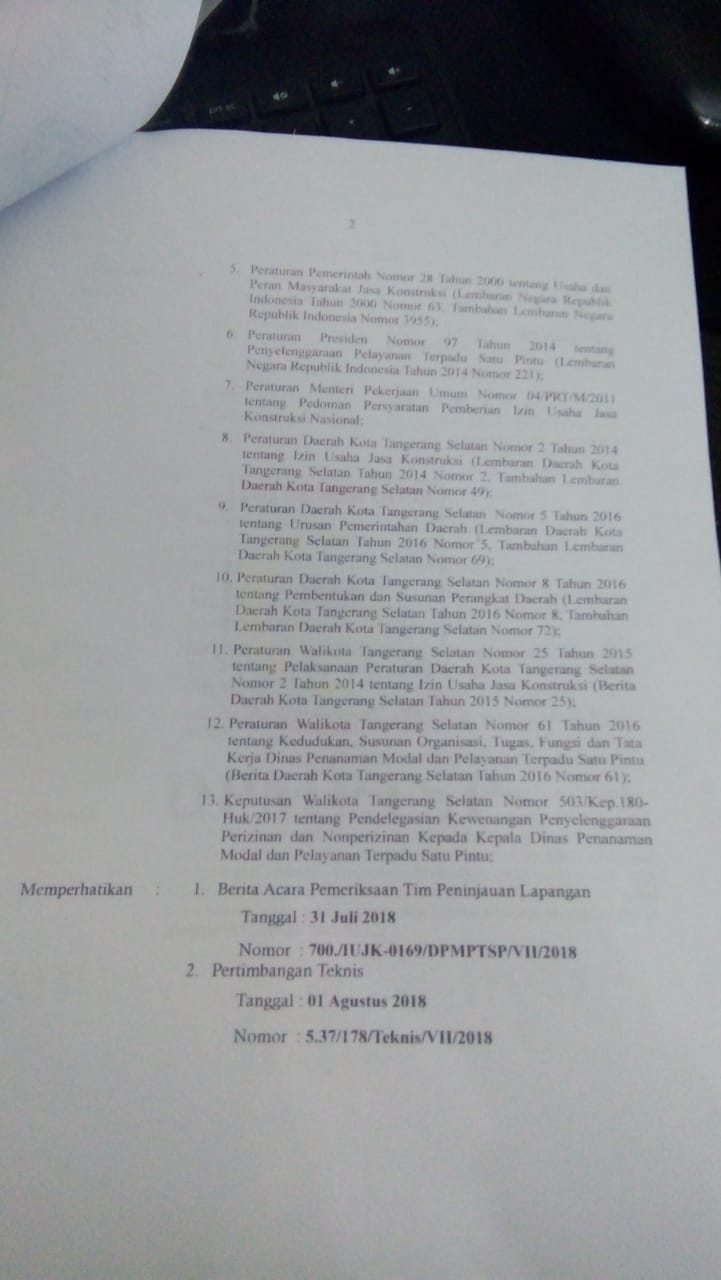 2
5. Peraturan Pemerintah Nomor 28 Tahun 2000 tentang Usaha dan
Peran Masyarakat Jasa Konstruksi (Lembaran Negara Republik
Indonesia Tahun 2000 Nomor 63, Tambahan Lembaran Negara
Republik Indonesia Nomor 3955);
6. Peraturan Presiden Nomor 97 Tahun 2014 tentang
Penyelenggaraan Pelayanan Terpadu Satu Pintu (Lembaran
Negara Republik Indonesia Tahun 2014 Nomor 221);
7. Peraturan Menteri Pekerjaan Umum Nomor 04/PRT/M/2011
tentang Pedoman Persyaratan Pemberian Izin Usaha Jasa
Konstruksi Nasional;
8. Peraturan Daerah Kota Tangerang Selatan Nomor 2 Tahun 2014
tentang Izin Usaha Jasa Konstruksi (Lembaran Daerah Kota
Tangerang Selatan Tahun 2014 Nomor 2, Tambahan Lembaran
Daerah Kota Tangerang Selatan Nomor 49);
9. Peraturan Daerah Kota Tangerang Selatan Nomor 5 Tahun 2016
tentang Urusan Pemerintahan Daerah (Lembaran Daerah Kota
Tangerang Selatan Tahun 2016 Nomor 5, Tambahan Lembaran
Daerah Kota Tangerang Selatan Nomor 69);
10. Peraturan Daerah Kota Tangerang Selatan Nomor 8 Tahun 2016
tentang Pembentukan dan Susunan Perangkat Daerah (Lembaran
Daerah Kota Tangerang Selatan Tahun 2016 Nomor 8, Tambahan
Lembaran Daerah Kota Tangerang Selatan Nomor 72);
11. Peraturan Walikota Tangerang Selatan Nomor 25 Tahun 2015
tentang Pelaksanaan Peraturan Daerah Kota Tangerang Selatan
Nomor 2 Tahun 2014 tentang Izin Usaha Jasa Konstruksi (Berita
Daerah Kota Tangerang Selatan Tahun 2015 Nomor 25);
12. Peraturan Walikota Tangerang Selatan Nomor 61 Tahun 2016
tentang Kedudukan, Susunan Organisasi, Tugas, Fungsi dan Tata
Kerja Dinas Penanaman Modal dan Pelayanan Terpadu Satu Pintu
(Berita Daerah Kota Tangerang Selatan Tahun 2016 Nomor 61);
13. Keputusan Walikota Tangerang Selatan Nomor 503/Kep.180-
Huk/2017 tentang Pendelegasian Kewenangan Penyelenggaraan
Perizinan dan Nonperizinan Kepada Kepala Dinas Penanaman
Modal dan Pelayanan Terpadu Satu Pintu;
Memperhatikan : 1. Berita Acara Pemeriksaan Tim Peninjauan Lapangan
Tanggal : 31 Juli 2018
Nomor : 700./IUJK-0169/DPMPTSP/VII/2018
2. Pertimbangan Teknis
Tanggal : 01 Agustus 2018
Nomor : 5.37/178/Teknis/VII/2018